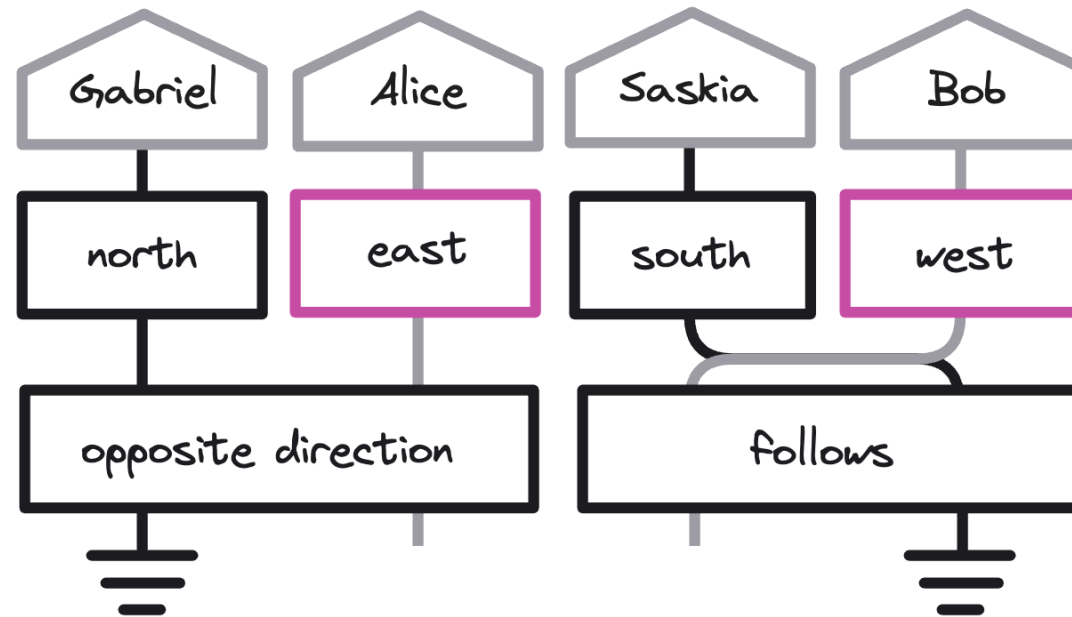 Gabriel
Alice
Saskia
Bob
north
east
south
west
opposite direction
follows